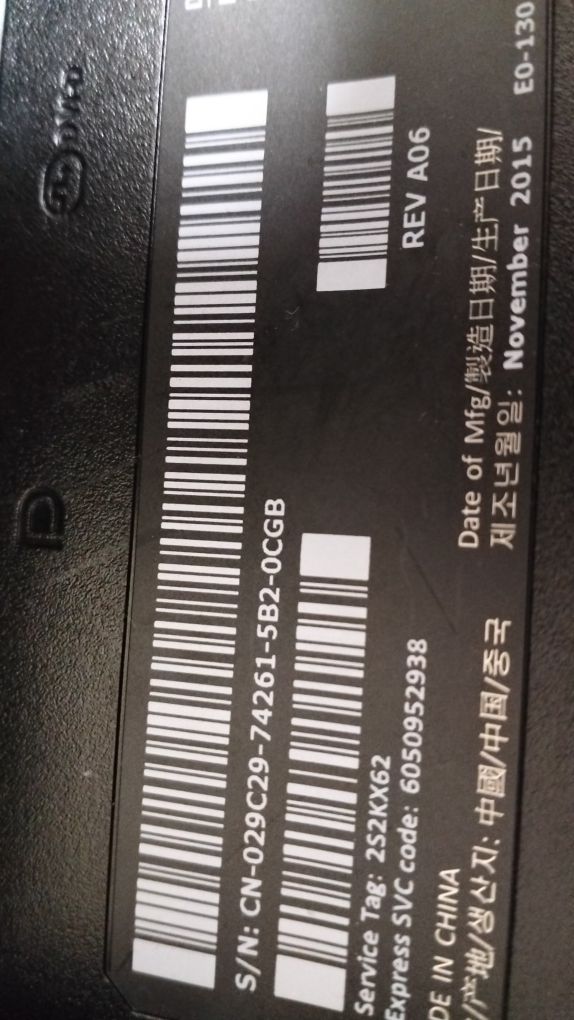 DVI-D
D
S/N: CN-029C29-74261-5B2-0CGB
REV A06
Service Tag: 2S2KX62
Express SVC code: 6050952938
Date of Mfg/製造日期/生产日期/
제조년월일: November 2015
DE IN CHINA
/产地/생산지: 中國/中国/중국
E0-130